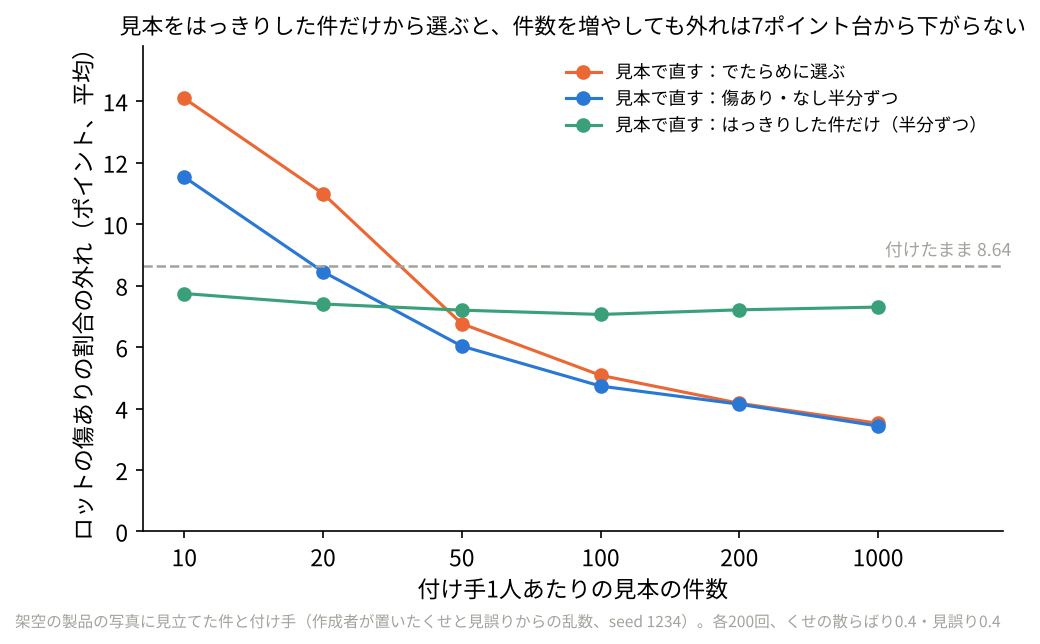 見本をはっきりした件だけから選ぶと、件数を増やしても外れは7ポイント台から下がらない
見本で直す：でたらめに選ぶ
見本で直す：傷あり・なし半分ずつ
見本で直す：はっきりした件だけ（半分ずつ）
付けたまま 8.64
ロットの傷ありの割合の外れ（ポイント、平均）
14
12
10
8
6
4
2
0
10 20 50 100 200 1000
付け手1人あたりの見本の件数
架空の製品の写真に見立てた件と付け手（作成者が置いたくせと見誤りからの乱数、seed 1234）。各200回、くせの散らばり0.4・見誤り0.4